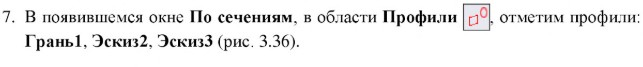 7. В появившемся окне По сечениям, в области Профили , отметим профили:
Грань1, Эскиз2, Эскиз3 (рис. 3.36).